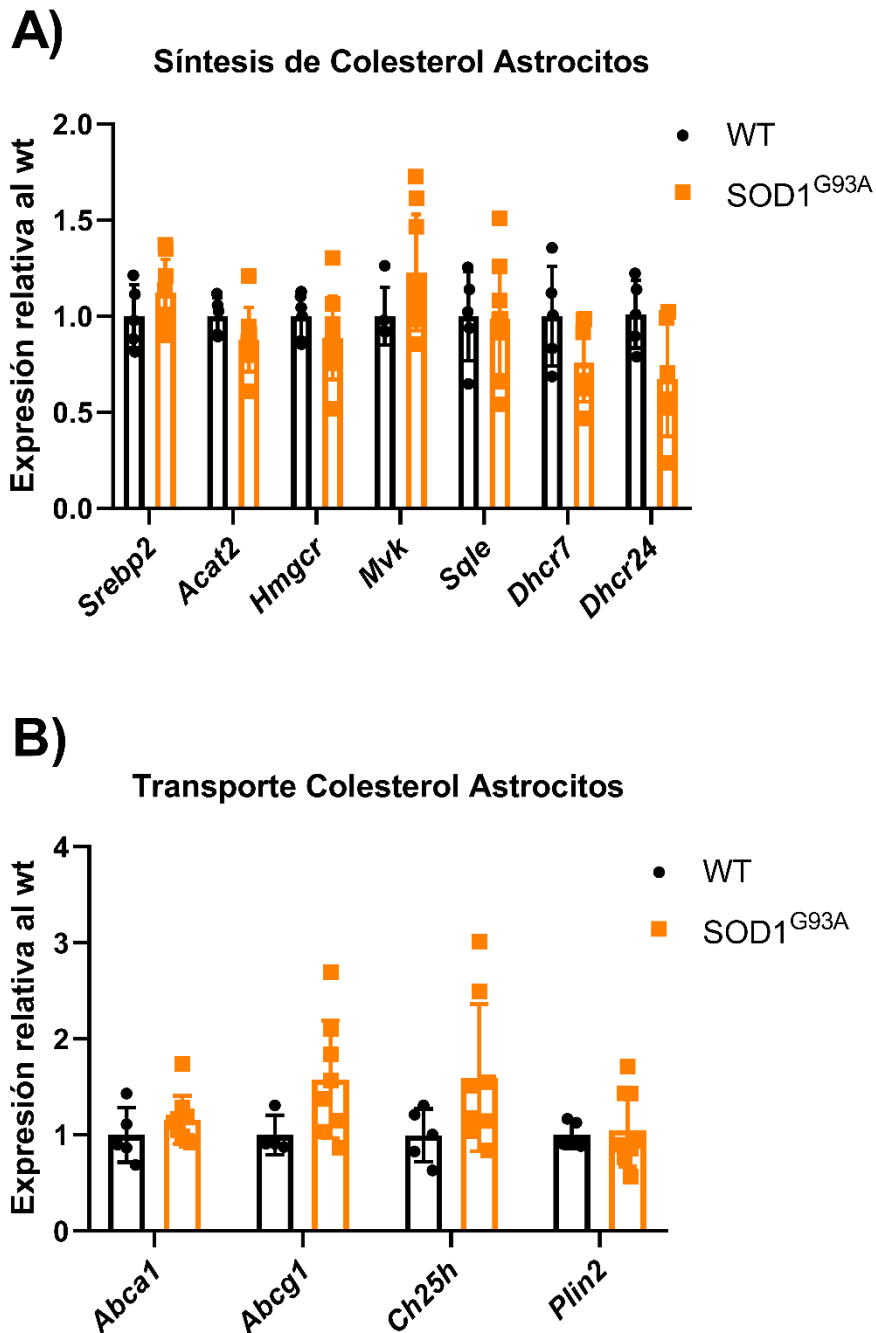 A)
Síntesis de Colesterol Astrocitos
WT
SOD1G93A
Expresión relativa al wt
2.0
1.5
1.0
0.5
0.0
Srebp2
Acat2
Hmgcr
Mvk
Sqle
Dhcr7
Dhcr24
B)
Transporte Colesterol Astrocitos
WT
SOD1G93A
Expresión relativa al wt
4
3
2
1
0
Abca1
Abcg1
Ch25h
Plin2